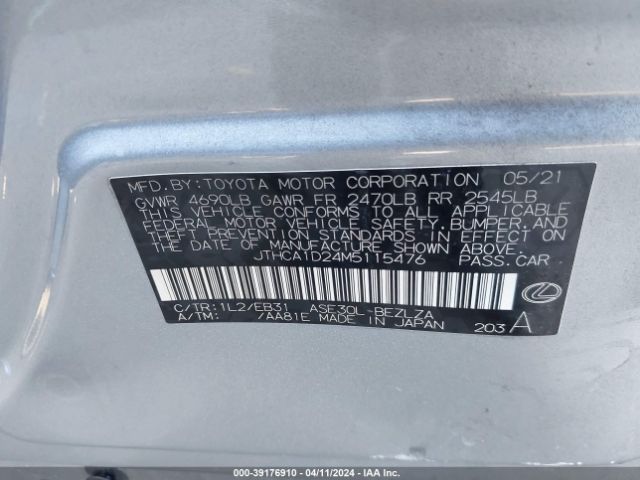 MFD.BY:TOYOTA MOTOR CORPORATION 05/21
GVWR 4690LB GAWR FR 2470LB RR 2545LB
THIS VEHICLE CONFORMS TO ALL APPLICABLE
FEDERAL MOTOR VEHICLE SAFETY,BUMPER,AND
THEFT PREVENTION STANDARDS IN EFFECT ON
THE DATE OF MANUFACTURE SHOWN ABOVE.
JTHCA1D24M5115476 PASS.CAR
C/TR:1L2/EB31 ASE30L-BEZLZA
A/TM: /AA81E MADE IN JAPAN 203 A
000-39176910 - 04/11/2024 - IAAI.COM